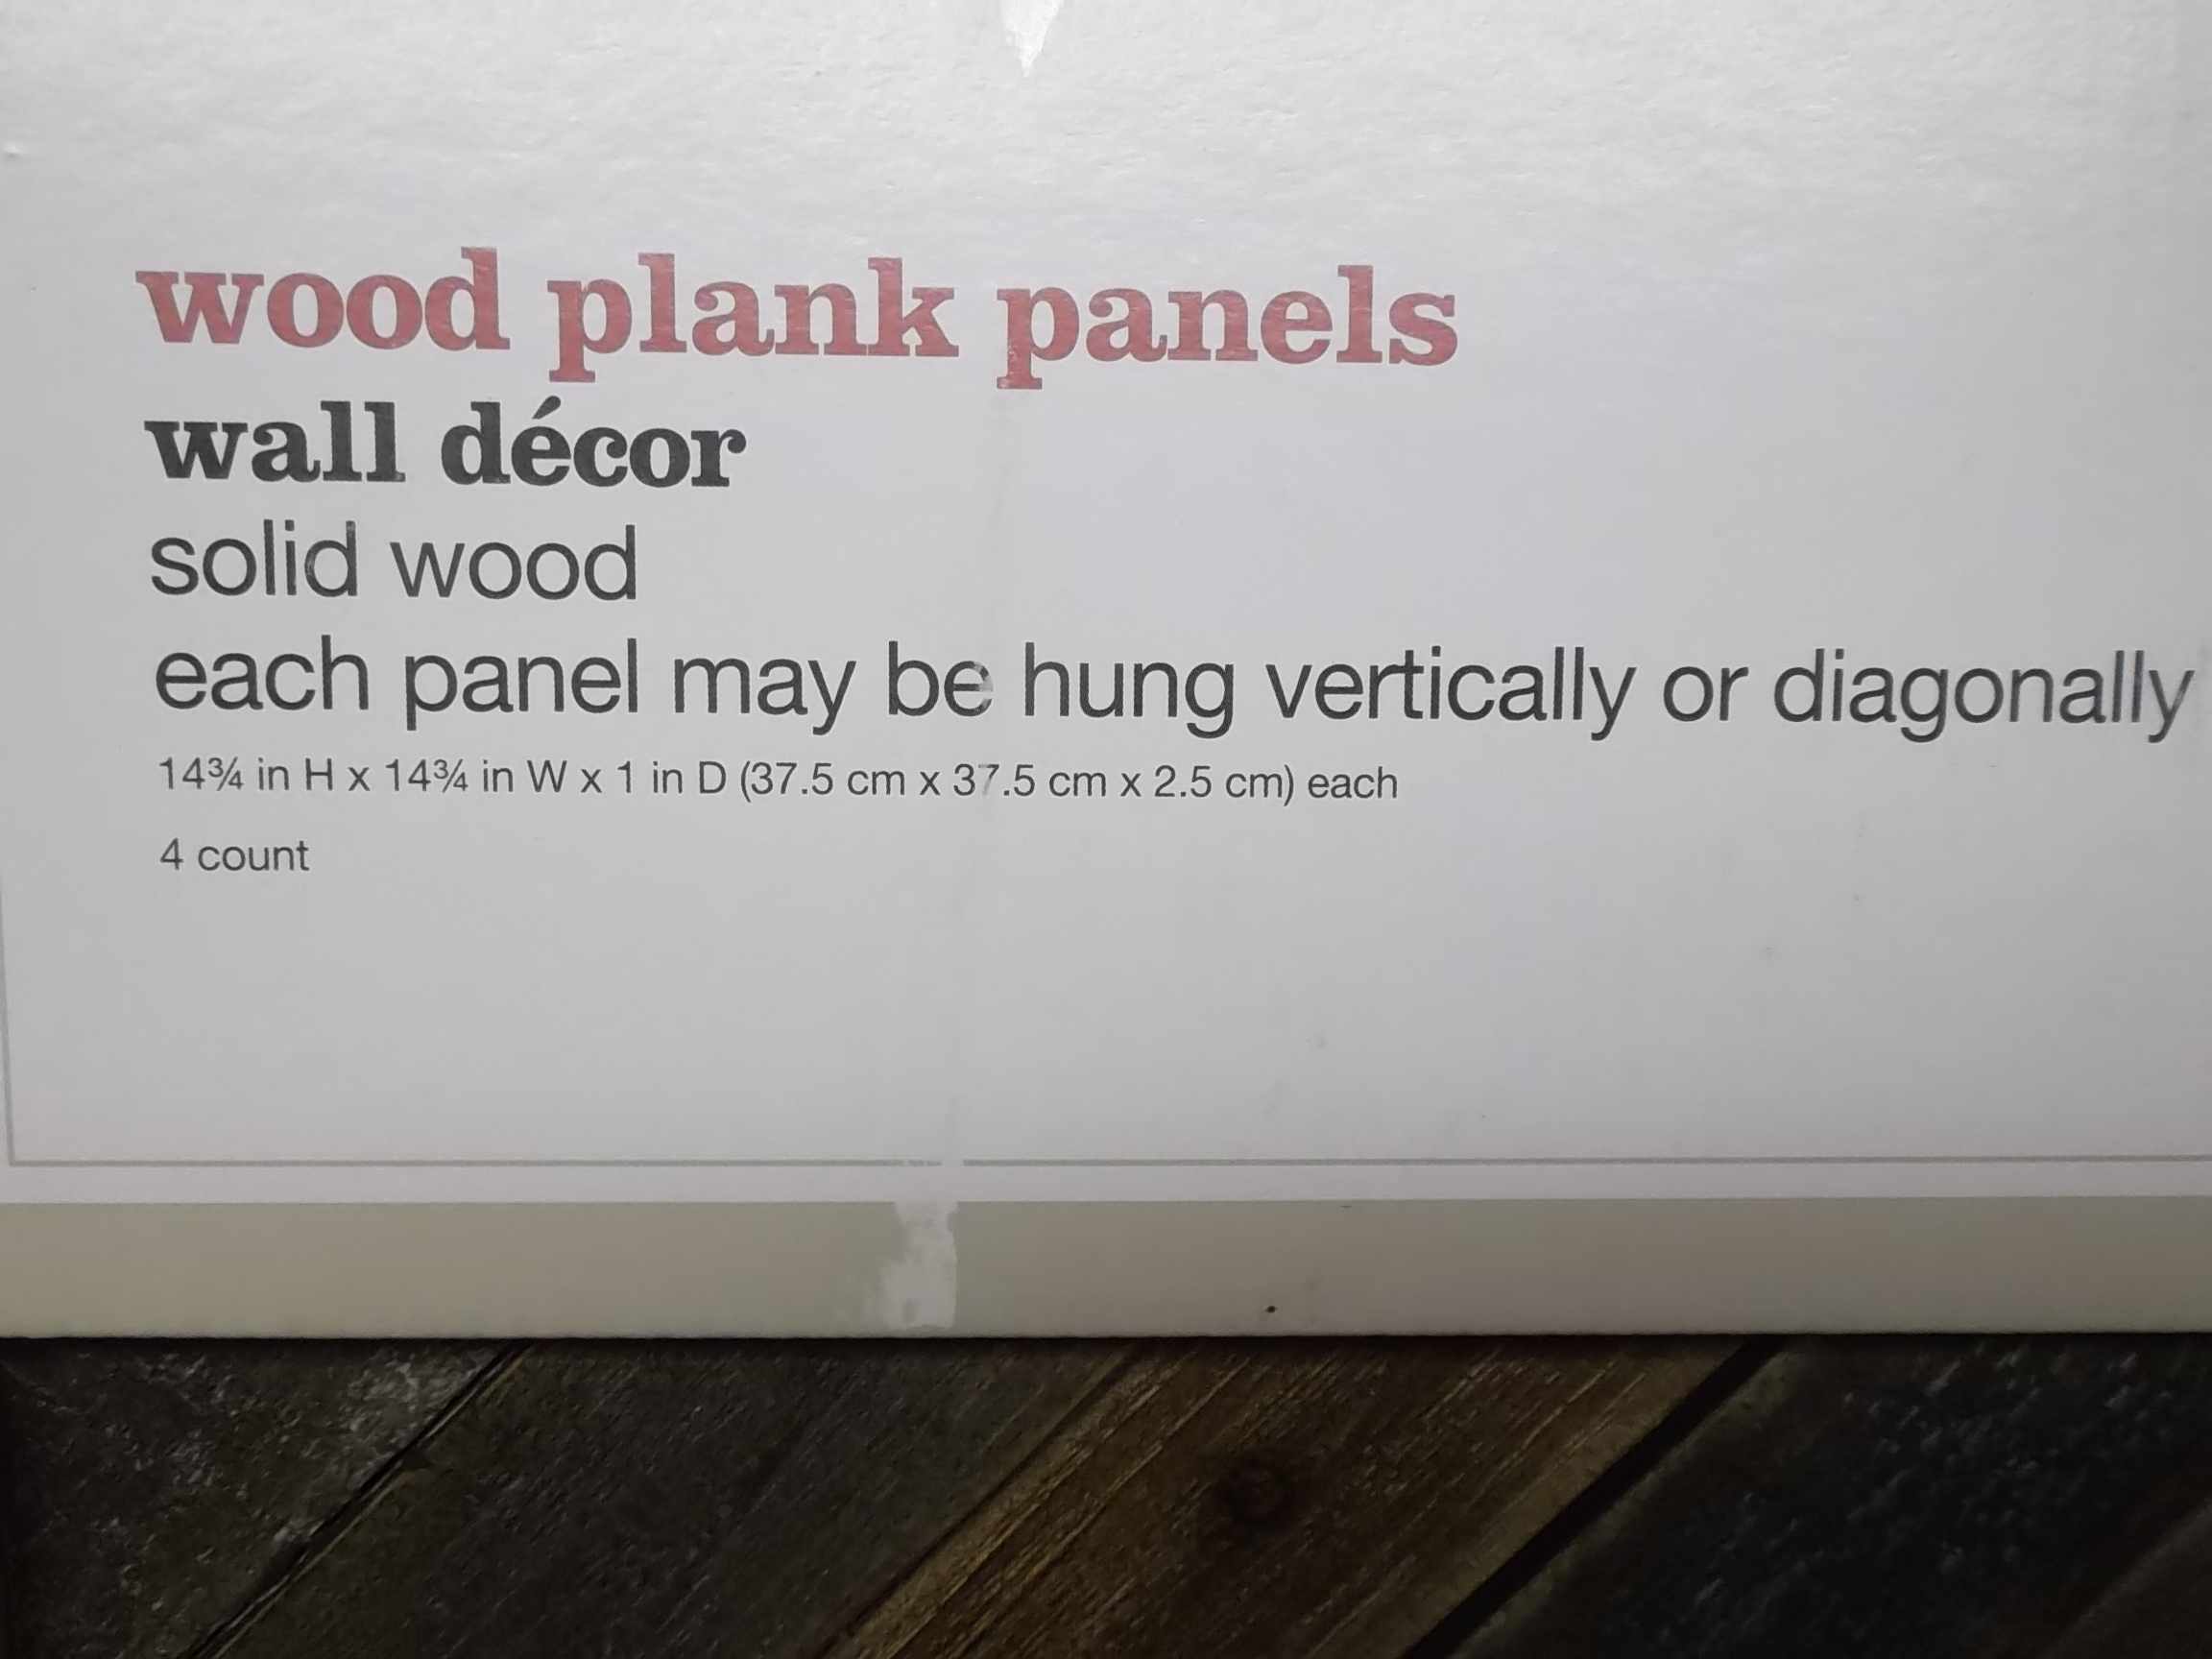 wood plank panels
wall décor
solid wood
each panel may be hung vertically or diagonally
14¾ in H x 14¾ in W x 1 in D (37.5 cm x 37.5 cm x 2.5 cm) each
4 count